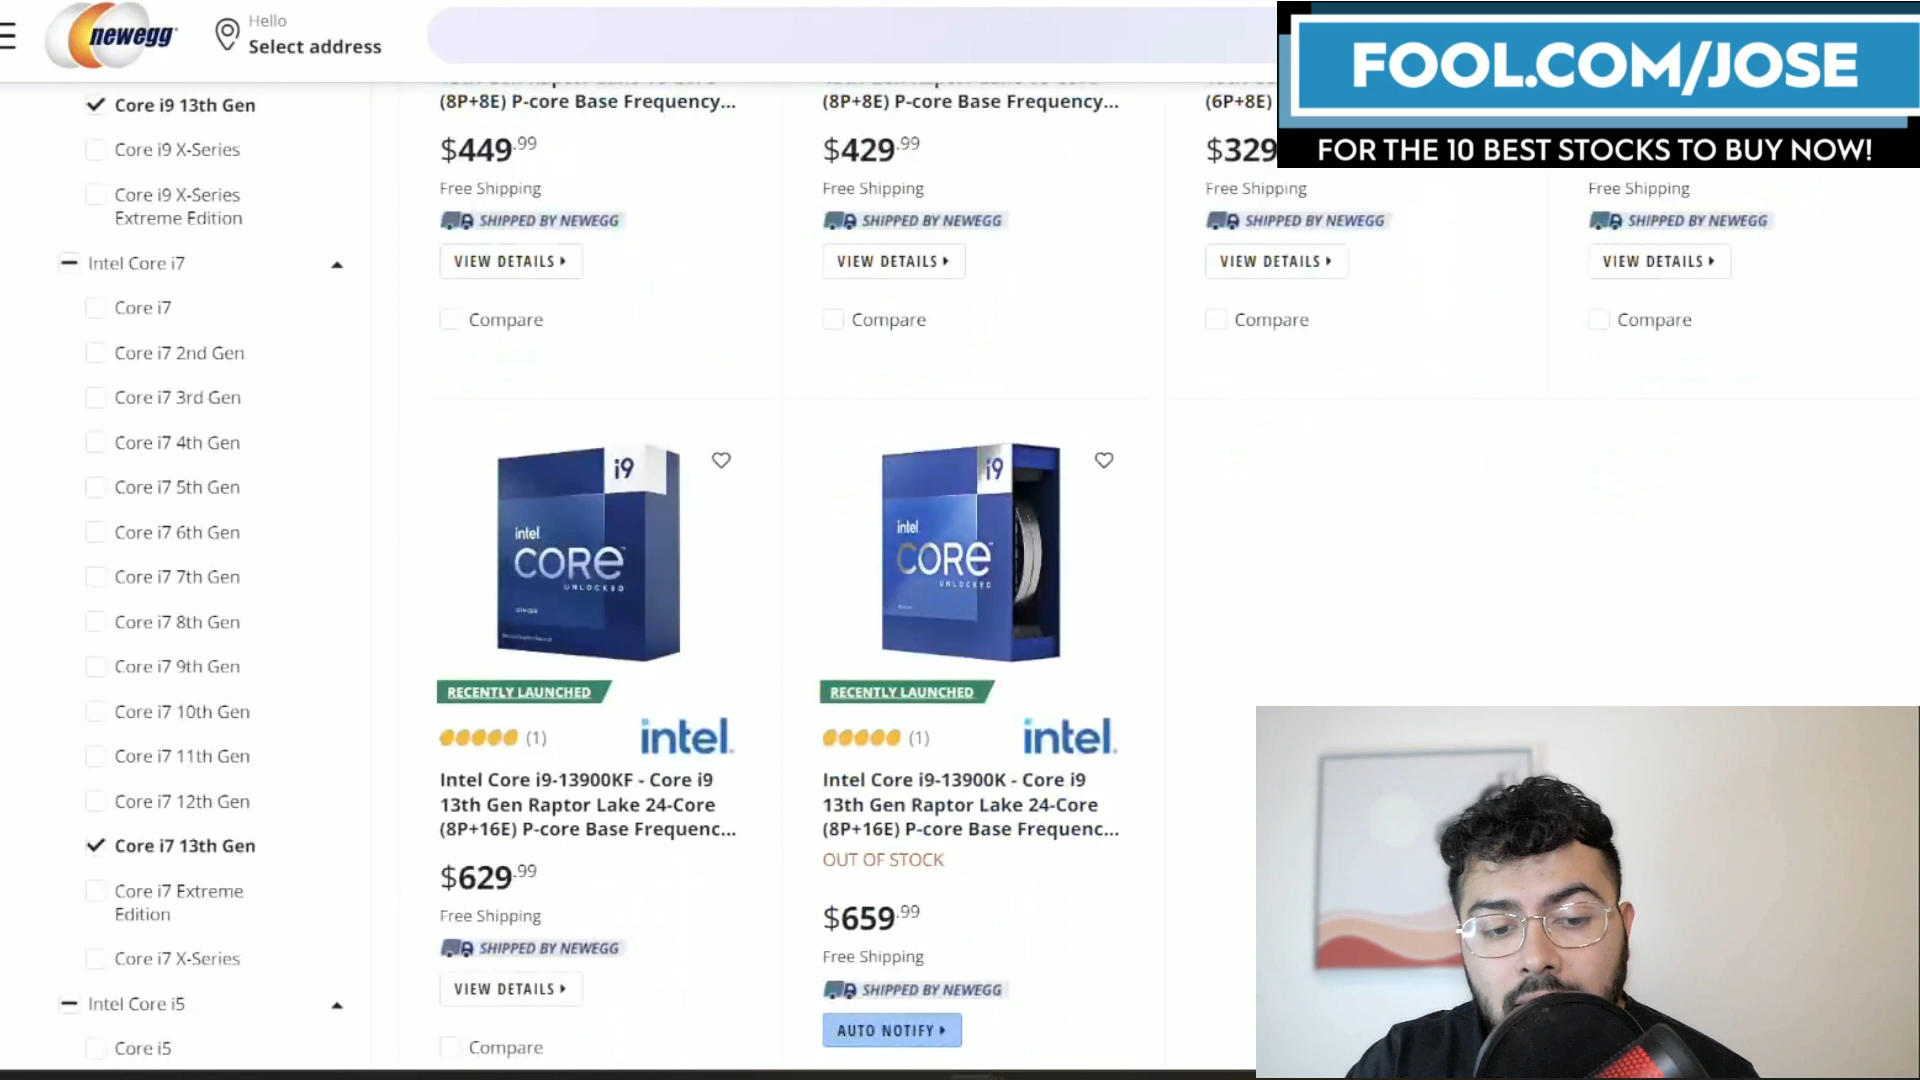 newegg
Hello
Select address
FOOL.COM/JOSE
FOR THE 10 BEST STOCKS TO BUY NOW!
Core i9 13th Gen
Core i9 X-Series
Core i9 X-Series
Extreme Edition
Intel Core i7
Core i7
Core i7 2nd Gen
Core i7 3rd Gen
Core i7 4th Gen
Core i7 5th Gen
Core i7 6th Gen
Core i7 7th Gen
Core i7 8th Gen
Core i7 9th Gen
Core i7 10th Gen
Core i7 11th Gen
Core i7 12th Gen
Core i7 13th Gen
Core i7 Extreme
Edition
Core i7 X-Series
Intel Core i5
Core i5
(8P+8E) P-core Base Frequency...
$449.99
Free Shipping
SHIPPED BY NEWEGG
VIEW DETAILS
Compare
(8P+8E) P-core Base Frequency...
$429.99
Free Shipping
SHIPPED BY NEWEGG
VIEW DETAILS
Compare
(6P+8E)
$329
Free Shipping
SHIPPED BY NEWEGG
VIEW DETAILS
Compare
Free Shipping
SHIPPED BY NEWEGG
VIEW DETAILS
Compare
i9
intel
CORE
UNLOCKED
RECENTLY LAUNCHED
(1)
intel.
Intel Core i9-13900KF - Core i9
13th Gen Raptor Lake 24-Core
(8P+16E) P-core Base Frequenc...
$629.99
Free Shipping
SHIPPED BY NEWEGG
VIEW DETAILS
Compare
i9
intel
CORE
UNLOCKED
RECENTLY LAUNCHED
(1)
intel.
Intel Core i9-13900K - Core i9
13th Gen Raptor Lake 24-Core
(8P+16E) P-core Base Frequenc...
OUT OF STOCK
$659.99
Free Shipping
SHIPPED BY NEWEGG
AUTO NOTIFY